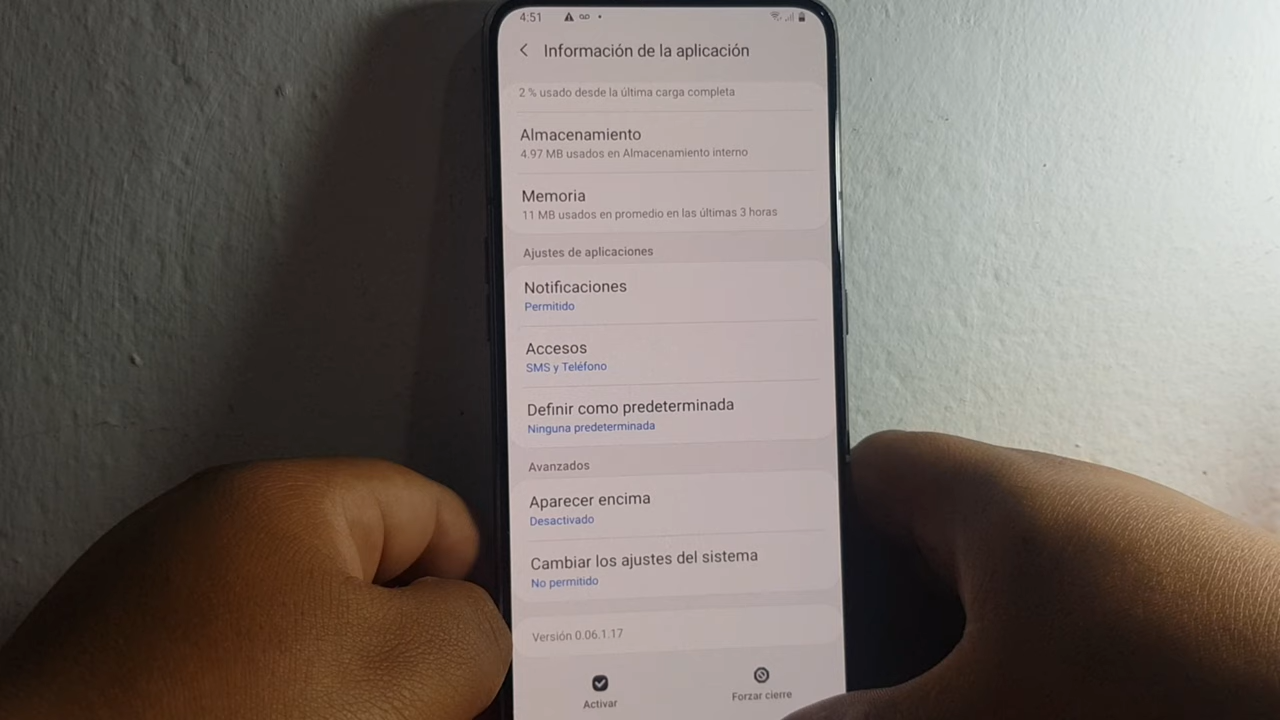 4:51
Información de la aplicación
2 % usado desde la última carga completa
Almacenamiento
4.97 MB usados en Almacenamiento interno
Memoria
11 MB usados en promedio en las últimas 3 horas
Ajustes de aplicaciones
Notificaciones
Permitido
Accesos
SMS y Teléfono
Definir como predeterminada
Ninguna predeterminada
Avanzados
Aparecer encima
Desactivado
Cambiar los ajustes del sistema
No permitido
Versión 0.06.1.17
Activar
Forzar cierre